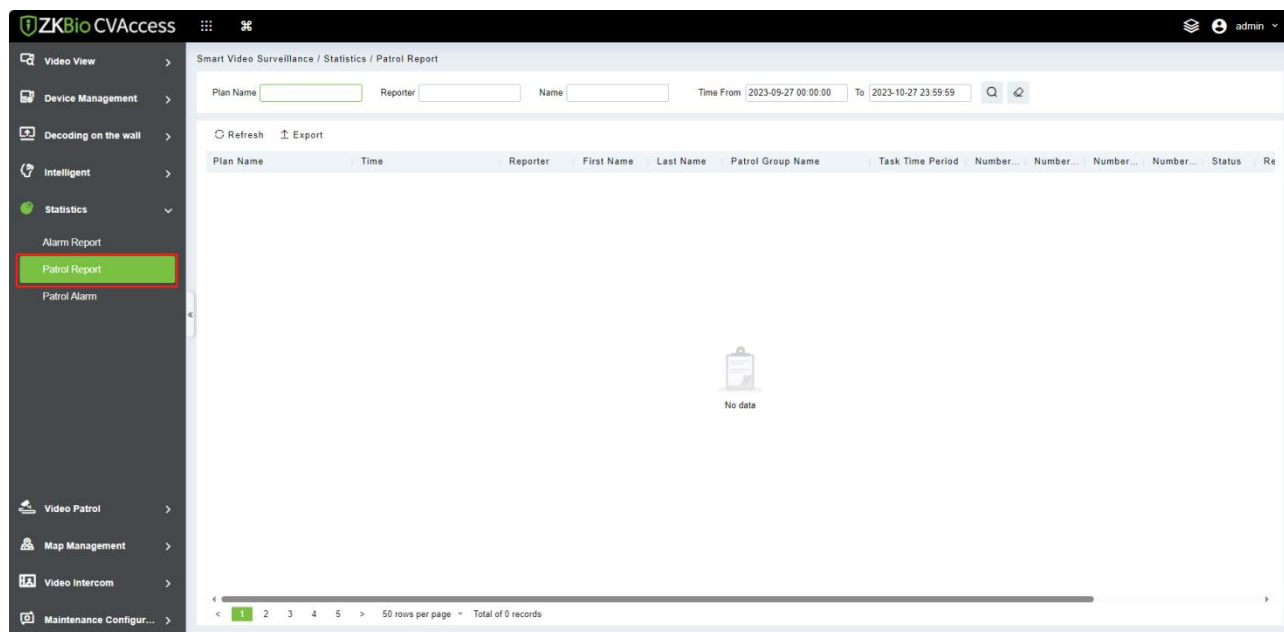 ZKBio CVAccess
admin
Video View
Device Management
Decoding on the wall
Intelligent
Statistics
Alarm Report
Patrol Report
Patrol Alarm
Video Patrol
Map Management
Video Intercom
Maintenance Configur...
Smart Video Surveillance / Statistics / Patrol Report
Plan Name Reporter Name Time From 2023-09-27 00:00:00 To 2023-10-27 23:59:59
Refresh Export
Plan Name Time Reporter First Name Last Name Patrol Group Name Task Time Period Number... Number... Number... Number... Status Re
No data
< 1 2 3 4 5 > 50 rows per page Total of 0 records